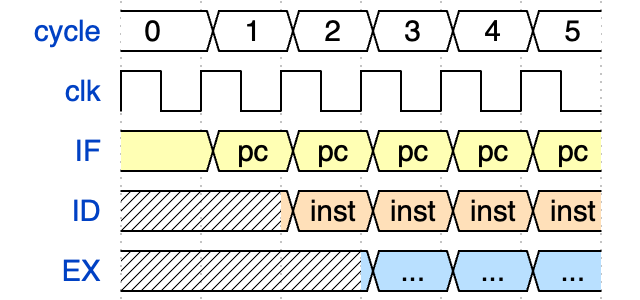 cycle 0 1 2 3 4 5
clk
IF pc pc pc pc pc
ID inst inst inst inst
EX ... ... ...